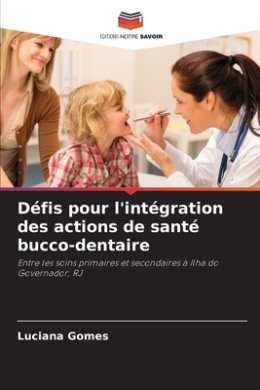 EDITIONS NOTRE SAVOIR
Défis pour l'intégration
des actions de santé
bucco-dentaire
Entre les soins primaires et secondaires à Ilha do
Governador, RJ
Luciana Gomes